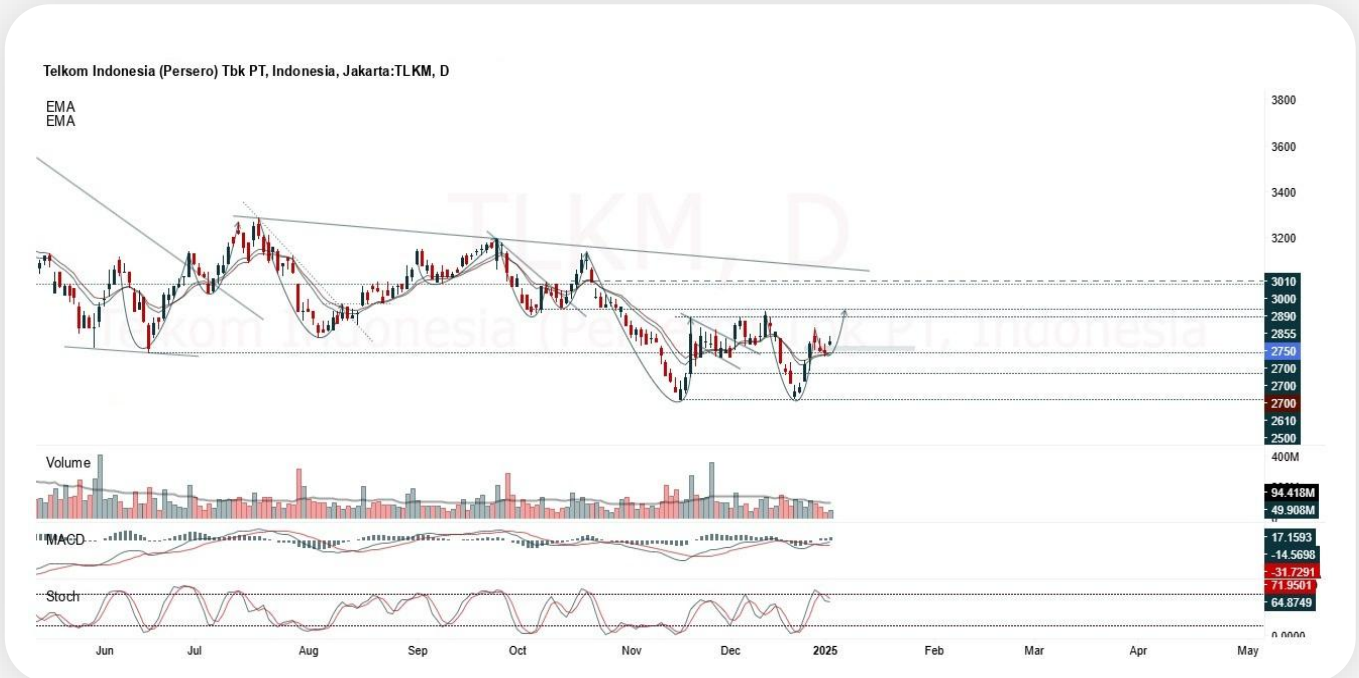 Telkom Indonesia (Persero) Tbk PT, Indonesia, Jakarta:TLKM, D
EMA
EMA
TLKM, D
Telkom Indonesia (Persero) Tbk PT, Indonesia
3800
3600
3400
3200
3010
3000
2890
2855
2750
2700
2700
2700
2610
2500
Volume
400M
94.418M
49.908M
MACD
17.1593
-14.5698
-31.7291
Stoch
71.9501
64.8749
0.0000
Jun Jul Aug Sep Oct Nov Dec 2025 Feb Mar Apr May